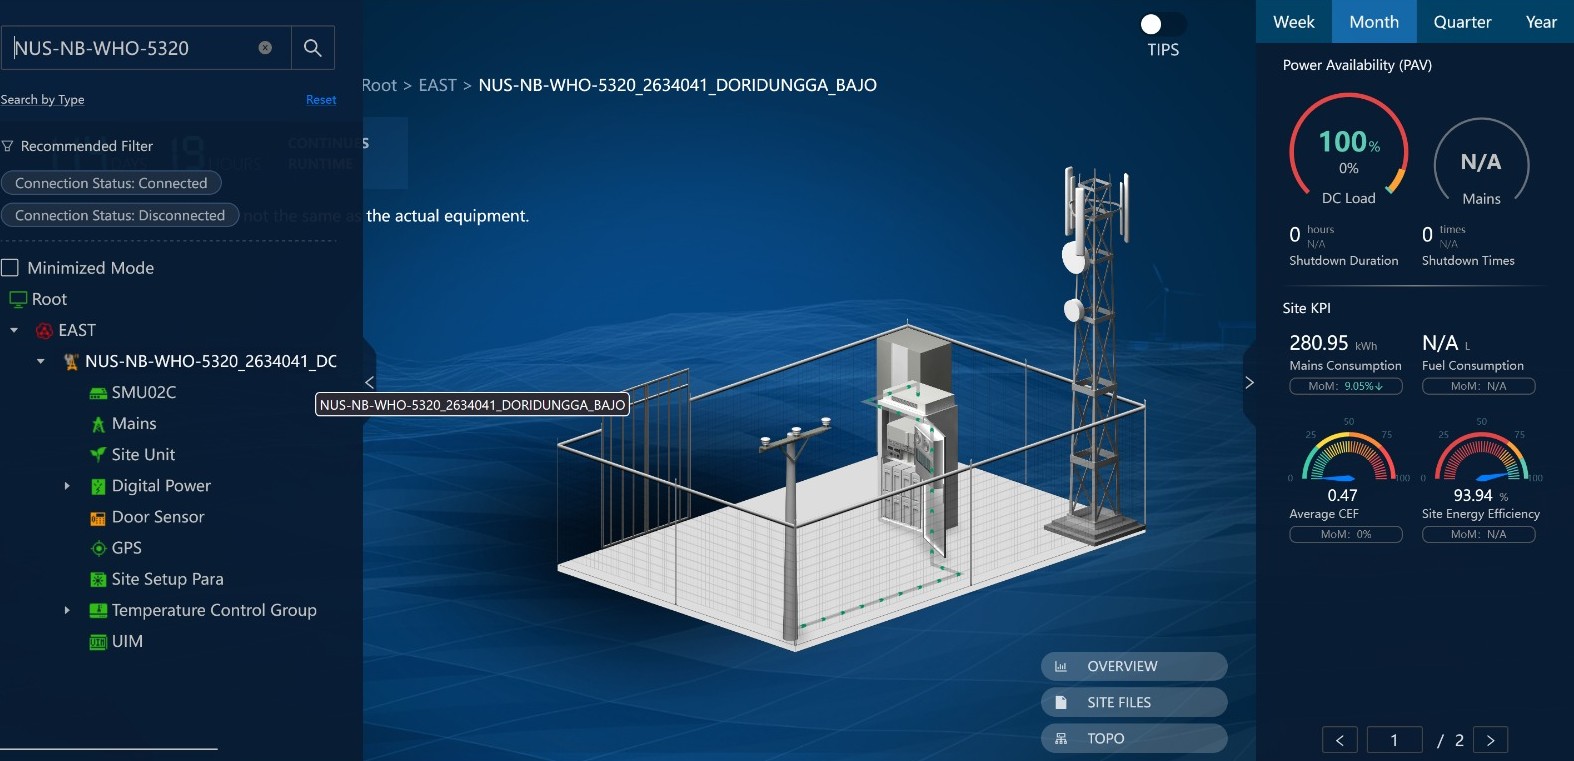 NUS-NB-WHO-5320
Search by Type
Reset
Recommended Filter
Connection Status: Connected
Connection Status: Disconnected
Minimized Mode
Root
EAST
NUS-NB-WHO-5320_2634041_DC
SMU02C
Mains
Site Unit
Digital Power
Door Sensor
GPS
Site Setup Para
Temperature Control Group
UIM
Root > EAST > NUS-NB-WHO-5320_2634041_DORIDUNGGA_BAJO
TIPS
DAYS 19 HOURS
CONTINUES
RUNTIME
not the same as the actual equipment.
NUS-NB-WHO-5320_2634041_DORIDUNGGA_BAJO
OVERVIEW
SITE FILES
TOPO
Week Month Quarter Year
Power Availability (PAV)
100%
0%
DC Load
N/A
Mains
0 hours
N/A
Shutdown Duration
0 times
N/A
Shutdown Times
Site KPI
280.95 kWh
Mains Consumption
MoM: 9.05%↓
N/A L
Fuel Consumption
MoM: N/A
0 25 50 75 100
0.47
Average CEF
MoM: 0%
0 25 50 75 100
93.94 %
Site Energy Efficiency
MoM: N/A
< 1 / 2 >